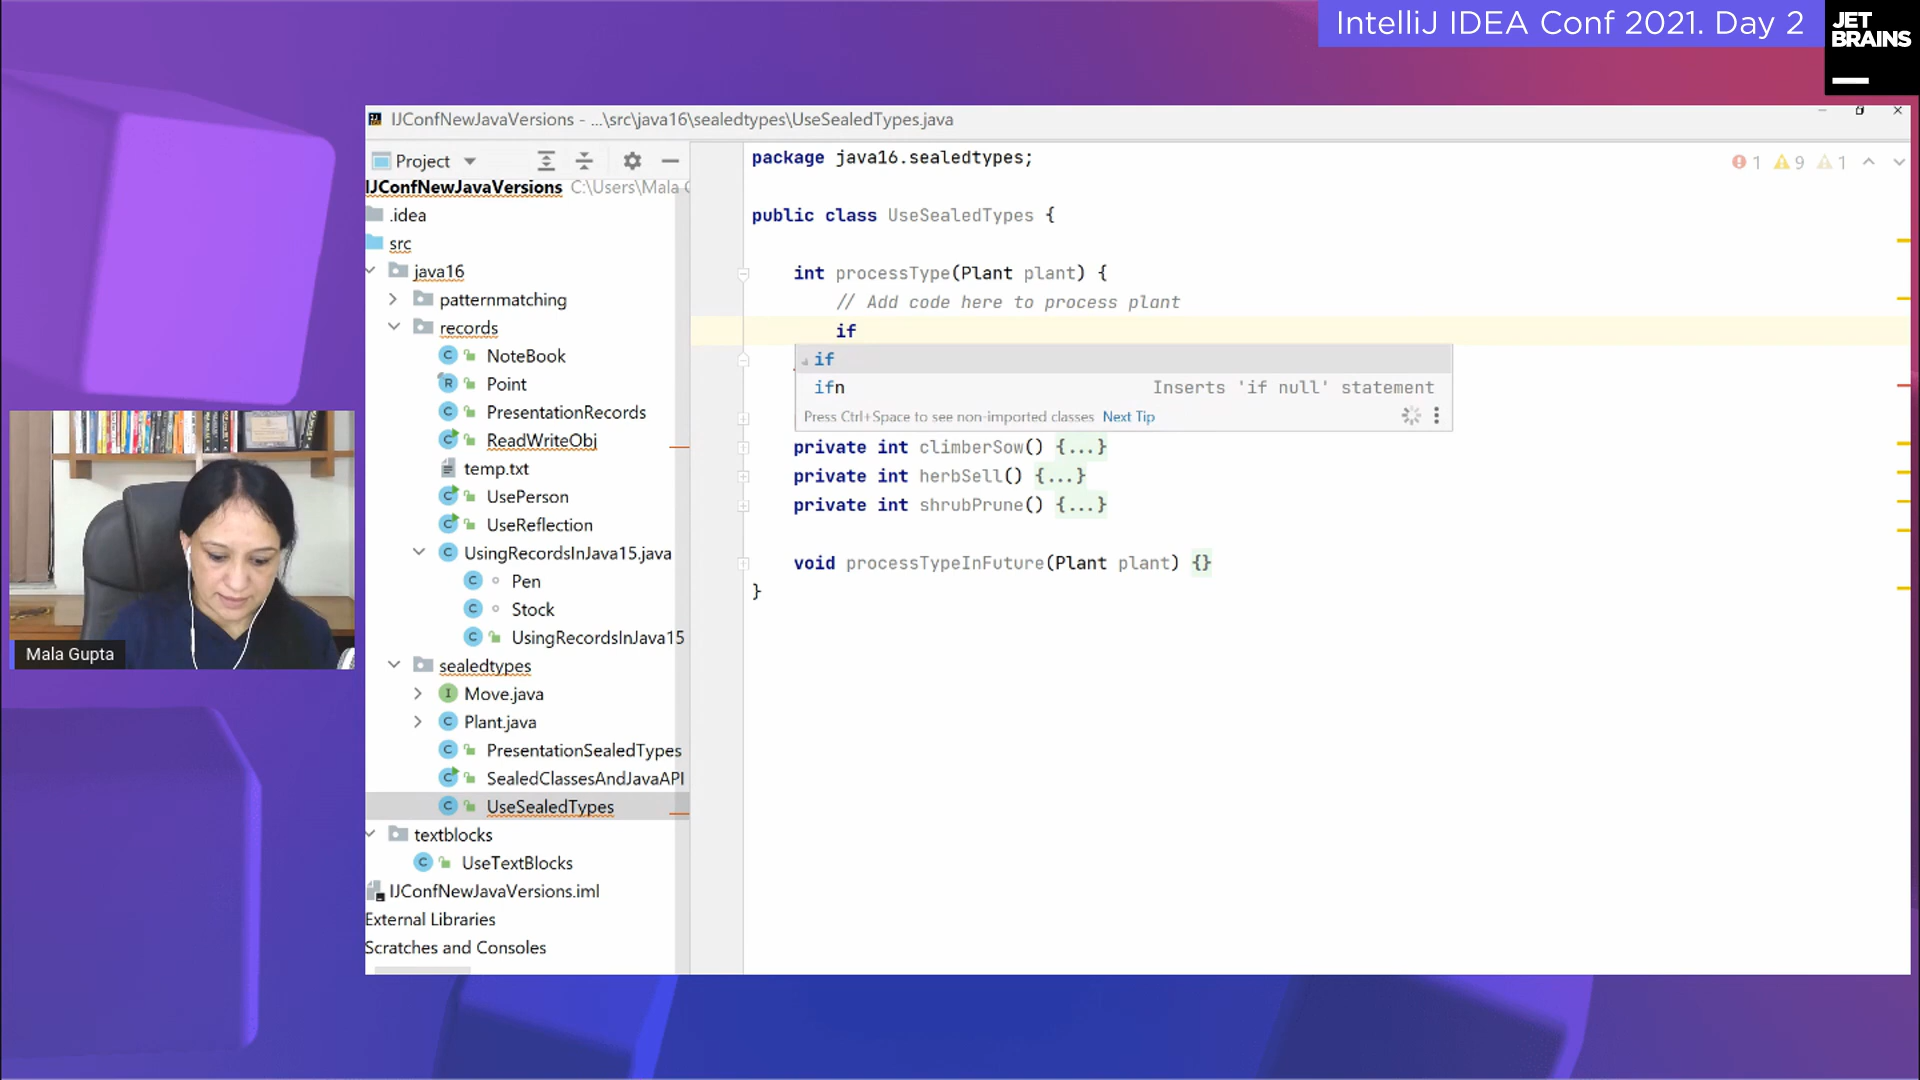 IntelliJ IDEA Conf 2021. Day 2
JET
BRAINS
IJConfNewJavaVersions - ...\src\java16\sealedtypes\UseSealedTypes.java
Project
IJConfNewJavaVersions C:\Users\Mala
.idea
src
java16
patternmatching
records
NoteBook
Point
PresentationRecords
ReadWriteObj
temp.txt
UsePerson
UseReflection
UsingRecordsInJava15.java
Pen
Stock
UsingRecordsInJava15
sealedtypes
Move.java
Plant.java
PresentationSealedTypes
SealedClassesAndJavaAPI
UseSealedTypes
textblocks
UseTextBlocks
IJConfNewJavaVersions.iml
External Libraries
Scratches and Consoles
package java16.sealedtypes;
1 9 1
public class UseSealedTypes {
int processType(Plant plant) {
// Add code here to process plant
if
if
ifn Inserts 'if null' statement
Press Ctrl+Space to see non-imported classes Next Tip
private int climberSow() {...}
private int herbSell() {...}
private int shrubPrune() {...}
void processTypeInFuture(Plant plant) {}
}
Mala Gupta